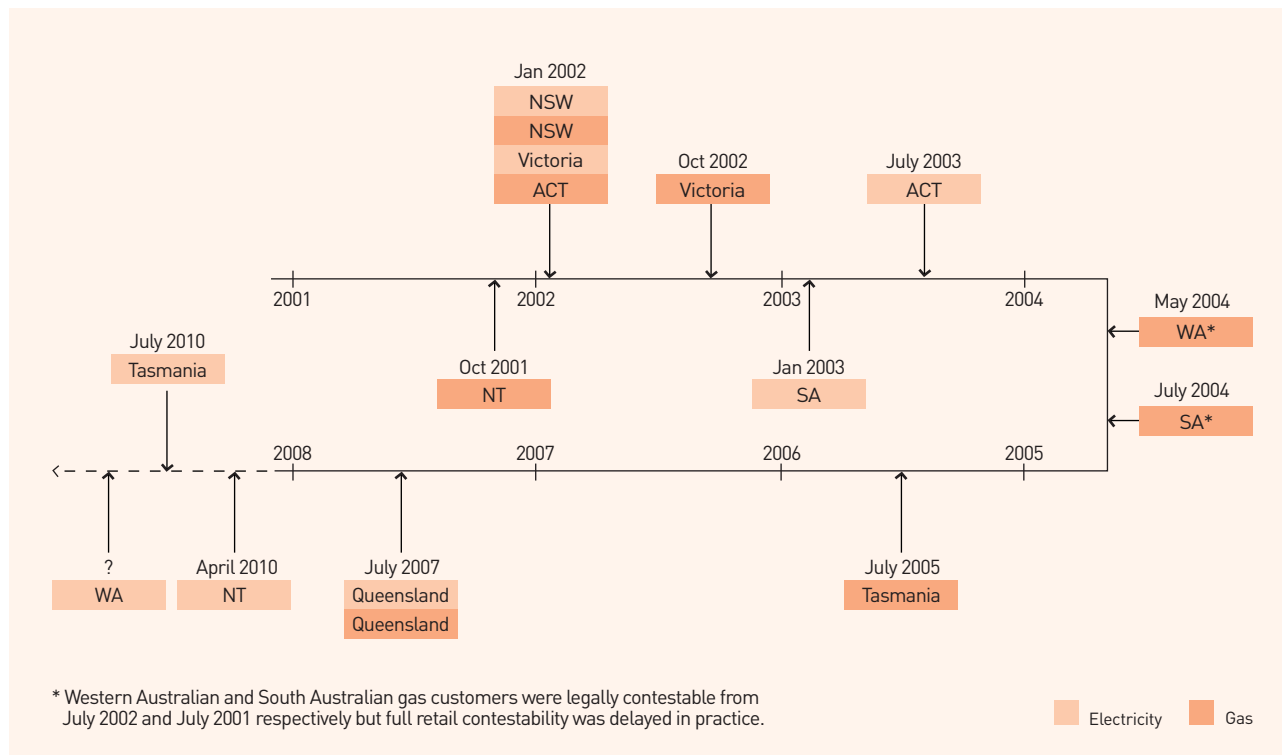 Jan 2002
NSW
NSW
Victoria
ACT
Oct 2002
Victoria
July 2003
ACT
2001
2002
2003
2004
May 2004
WA*
July 2004
SA*
July 2010
Tasmania
Oct 2001
NT
Jan 2003
SA
2008
2007
2006
2005
?
WA
April 2010
NT
July 2007
Queensland
Queensland
July 2005
Tasmania
* Western Australian and South Australian gas customers were legally contestable from
July 2002 and July 2001 respectively but full retail contestability was delayed in practice.
Electricity
Gas